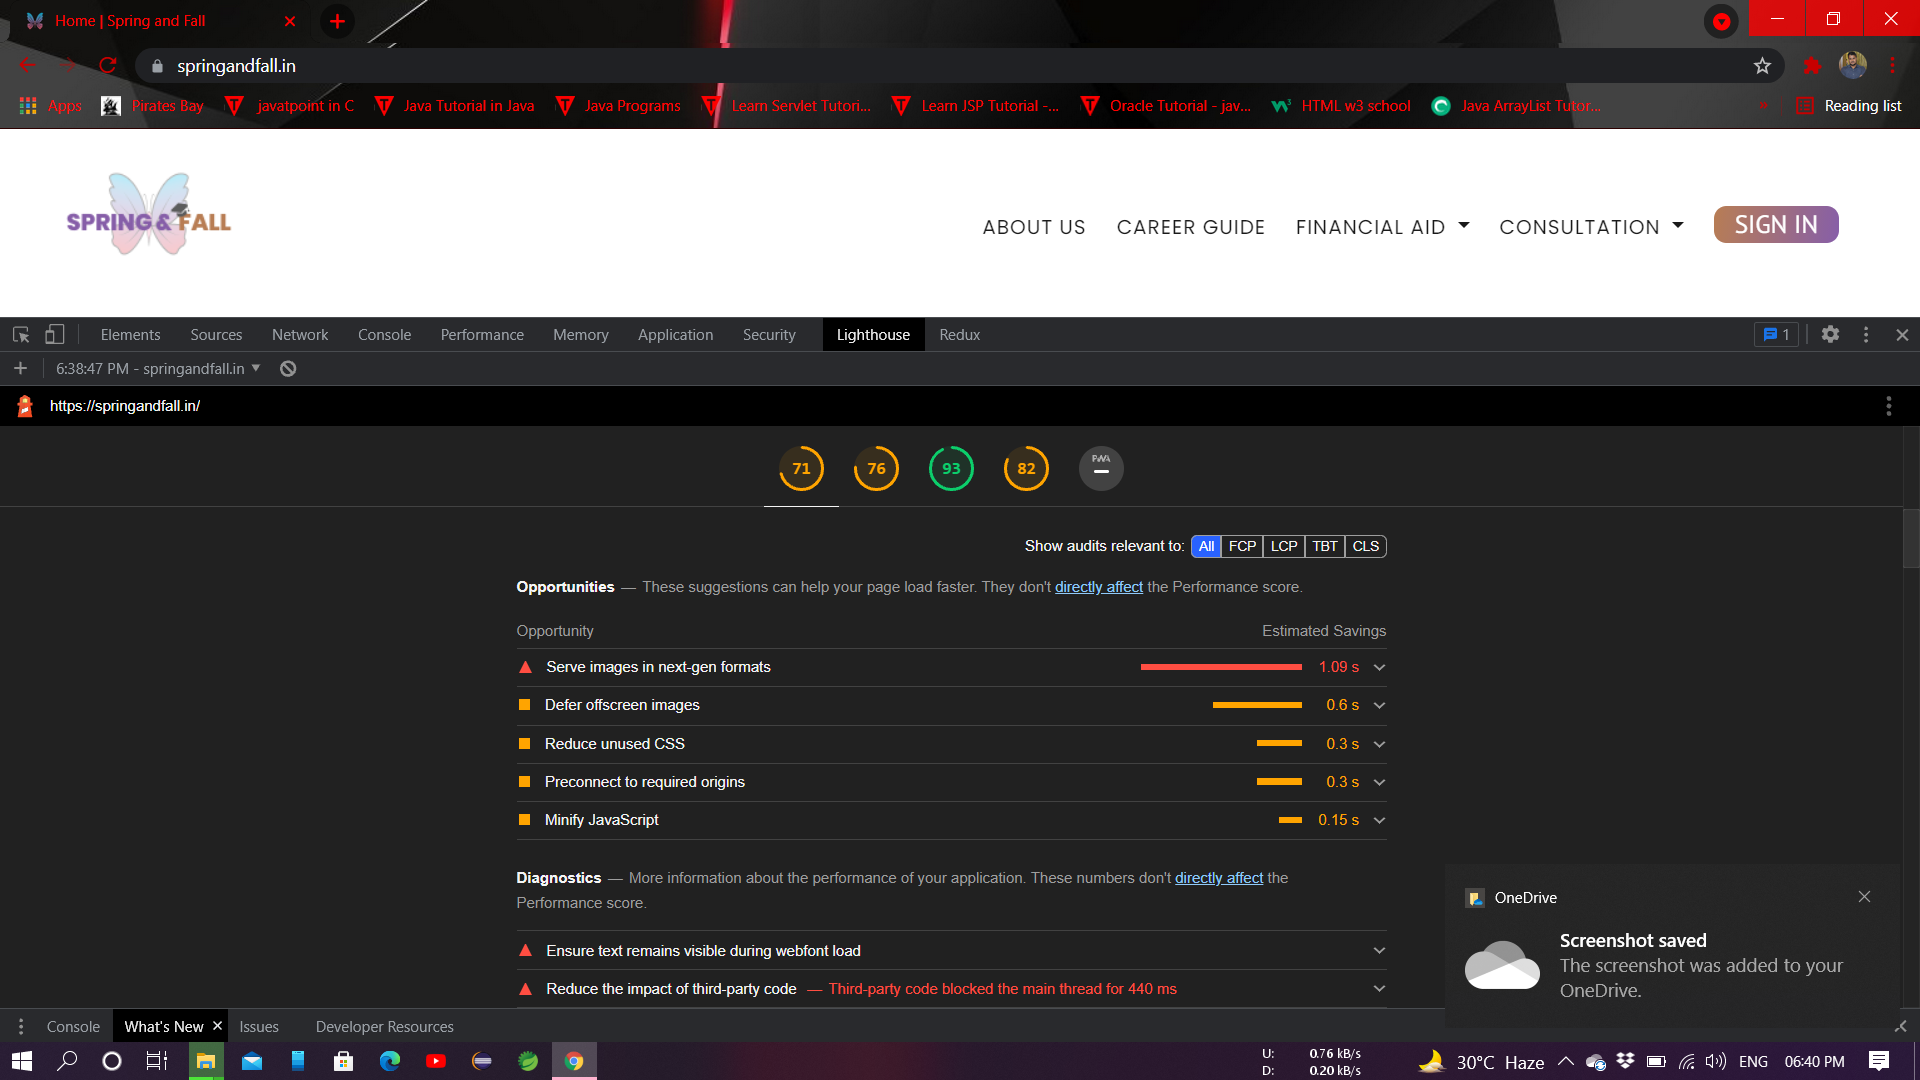 Home | Spring and Fall
springandfall.in
Apps
Pirates Bay
javatpoint in C
Java Tutorial in Java
Java Programs
Learn Servlet Tutori...
Learn JSP Tutorial -...
Oracle Tutorial - jav...
HTML w3 school
Java ArrayList Tutor...
Reading list
SPRING & FALL
ABOUT US
CAREER GUIDE
FINANCIAL AID
CONSULTATION
SIGN IN
Elements
Sources
Network
Console
Performance
Memory
Application
Security
Lighthouse
Redux
1
6:38:47 PM - springandfall.in
https://springandfall.in/
71
76
93
82
PWA
Show audits relevant to: All FCP LCP TBT CLS
Opportunities — These suggestions can help your page load faster. They don't directly affect the Performance score.
Opportunity
Estimated Savings
Serve images in next-gen formats
1.09 s
Defer offscreen images
0.6 s
Reduce unused CSS
0.3 s
Preconnect to required origins
0.3 s
Minify JavaScript
0.15 s
Diagnostics — More information about the performance of your application. These numbers don't directly affect the
Performance score.
Ensure text remains visible during webfont load
Reduce the impact of third-party code — Third-party code blocked the main thread for 440 ms
OneDrive
Screenshot saved
The screenshot was added to your
OneDrive.
Console
What's New
Issues
Developer Resources
U: 0.76 kB/s
D: 0.20 kB/s
30°C Haze
ENG
06:40 PM